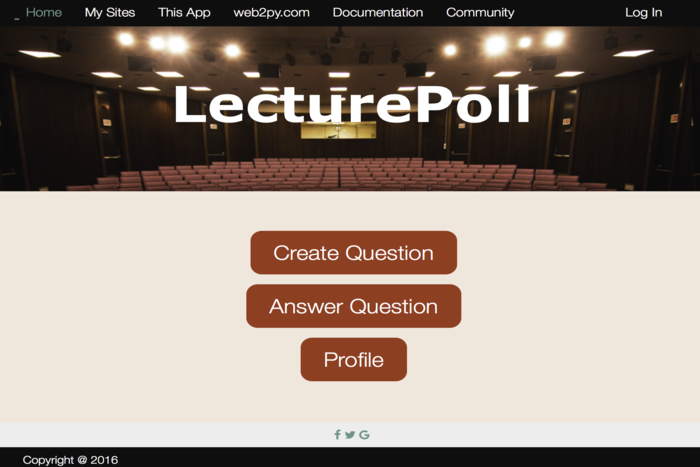 Home My Sites This App web2py.com Documentation Community Log In
LecturePoll
Create Question
Answer Question
Profile
Copyright @ 2016